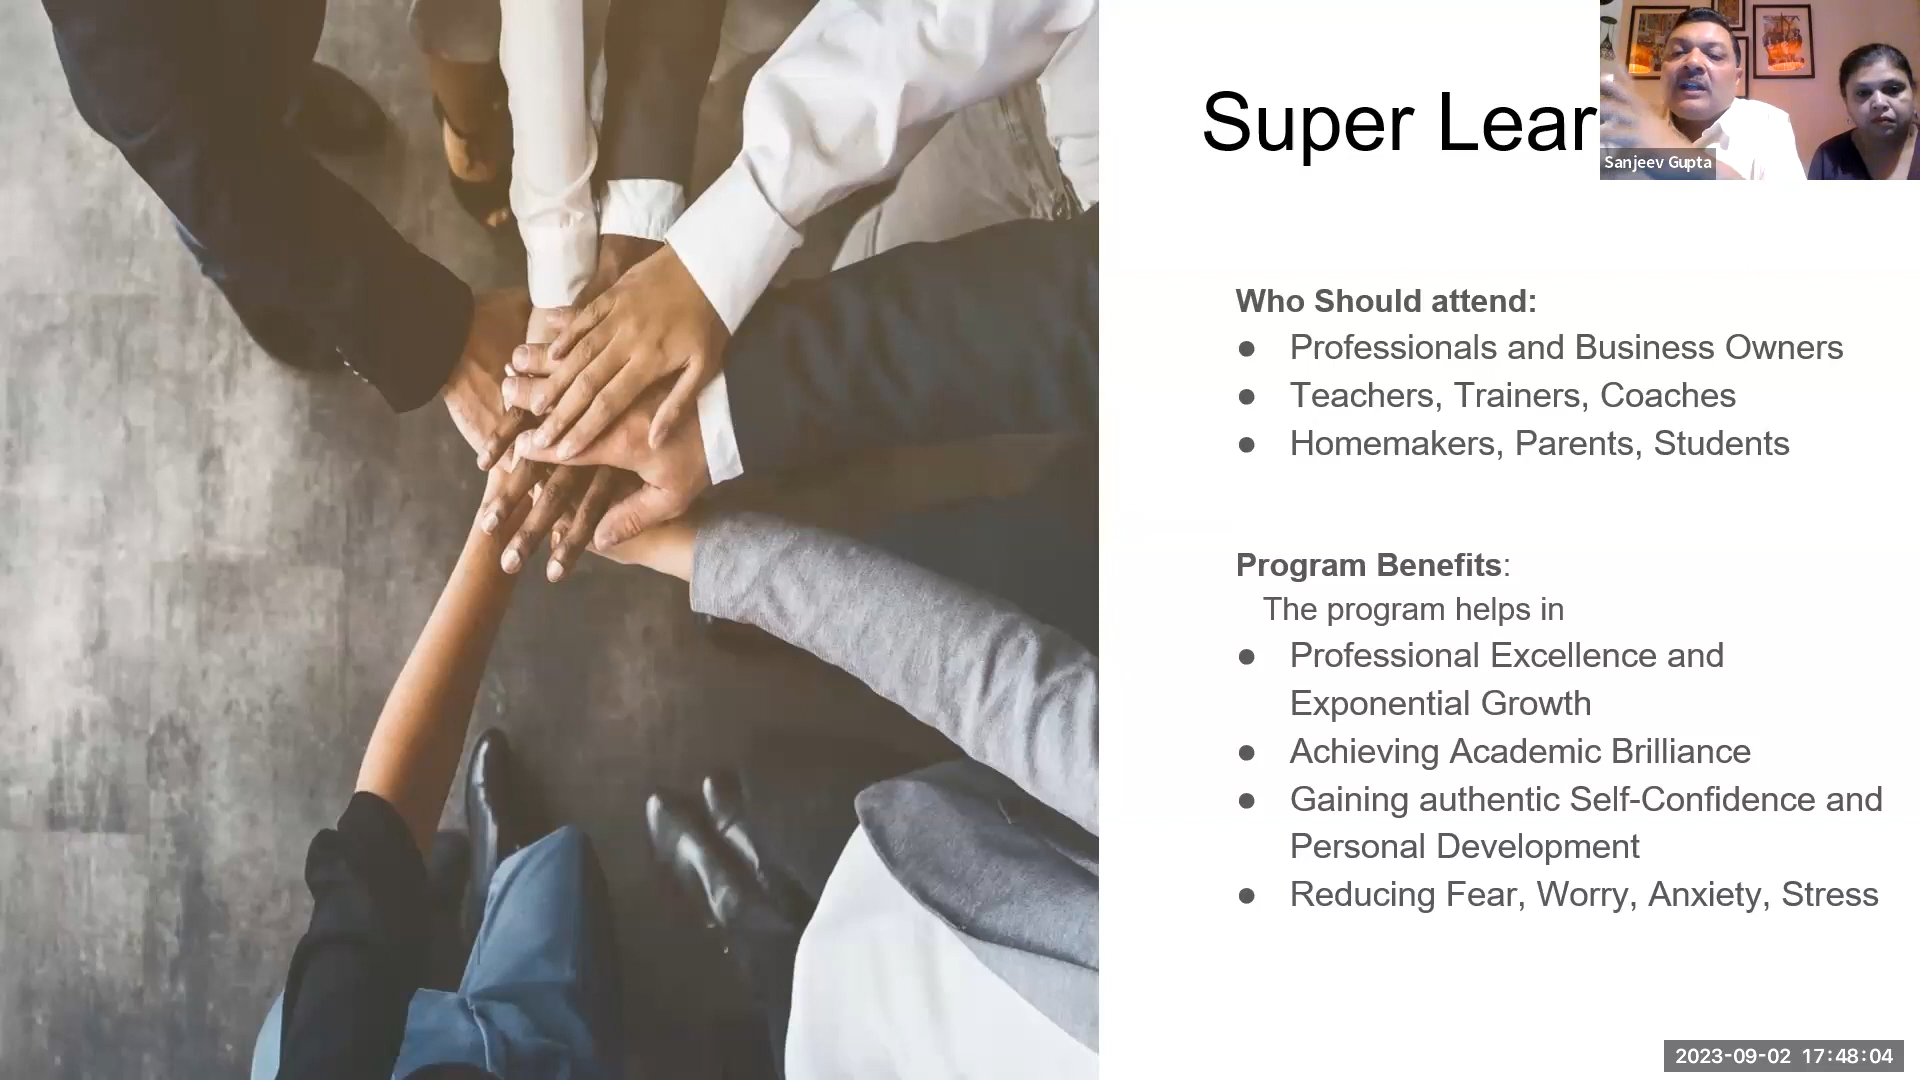 Super Lear
Sanjeev Gupta
Who Should attend:
● Professionals and Business Owners
● Teachers, Trainers, Coaches
● Homemakers, Parents, Students
Program Benefits:
The program helps in
● Professional Excellence and
Exponential Growth
● Achieving Academic Brilliance
● Gaining authentic Self-Confidence and
Personal Development
● Reducing Fear, Worry, Anxiety, Stress
2023-09-02 17:48:04